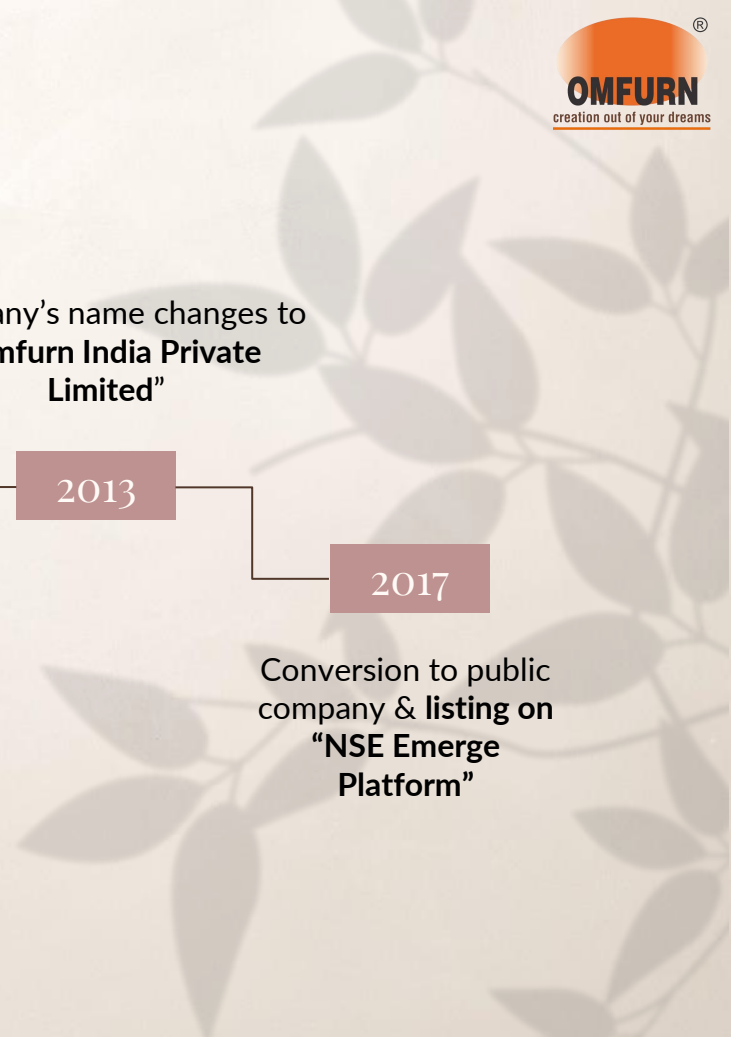 ®
OMFURN
creation out of your dreams
any’s name changes to
mfurn India Private
Limited”
2013
2017
Conversion to public
company & listing on
“NSE Emerge
Platform”